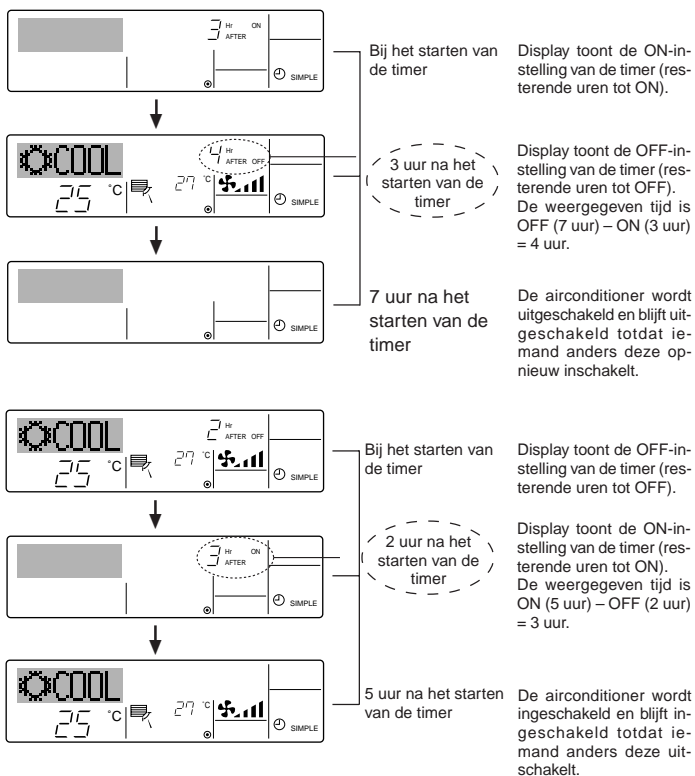 3 Hr ON
AFTER
SIMPLE
Bij het starten van
de timer
Display toont de ON-in-
stelling van de timer (res-
terende uren tot ON).
COOL
4 Hr
AFTER OFF
25 °C
27 °C
SIMPLE
3 uur na het
starten van de
timer
Display toont de OFF-in-
stelling van de timer (res-
terende uren tot OFF).
De weergegeven tijd is
OFF (7 uur) – ON (3 uur)
= 4 uur.
SIMPLE
7 uur na het
starten van de
timer
De airconditioner wordt
uitgeschakeld en blijft uit-
geschakeld totdat ie-
mand anders deze op-
nieuw inschakelt.
COOL
2 Hr
AFTER OFF
25 °C
27 °C
SIMPLE
Bij het starten van
de timer
Display toont de OFF-in-
stelling van de timer (res-
terende uren tot OFF).
3 Hr ON
AFTER
SIMPLE
2 uur na het
starten van de
timer
Display toont de ON-in-
stelling van de timer (res-
terende uren tot ON).
De weergegeven tijd is
ON (5 uur) – OFF (2 uur)
= 3 uur.
COOL
25 °C
27 °C
SIMPLE
5 uur na het starten
van de timer
De airconditioner wordt
ingeschakeld en blijft in-
geschakeld totdat ie-
mand anders deze uit-
schakelt.